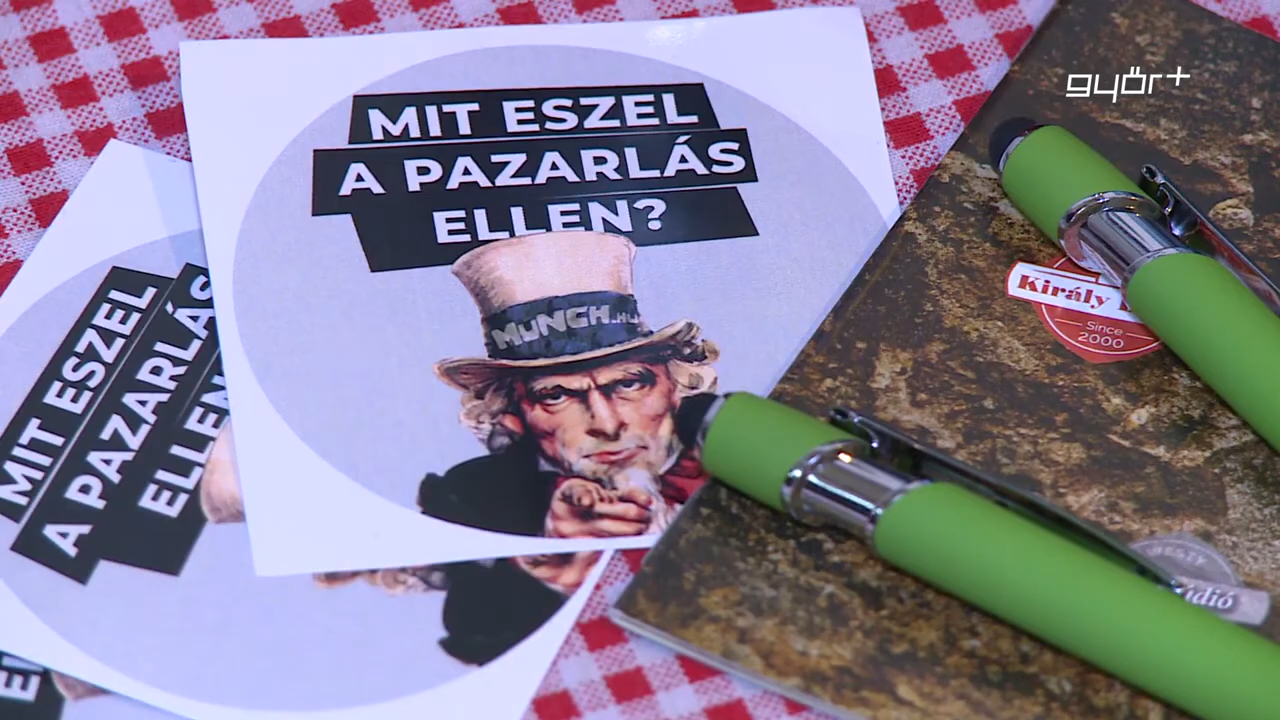 győr+
MIT ESZEL
A PAZARLÁS
ELLEN?
MUNCH.HU
MIT ESZEL
A PAZARLÁS
ELLEN
Király
Since
2000